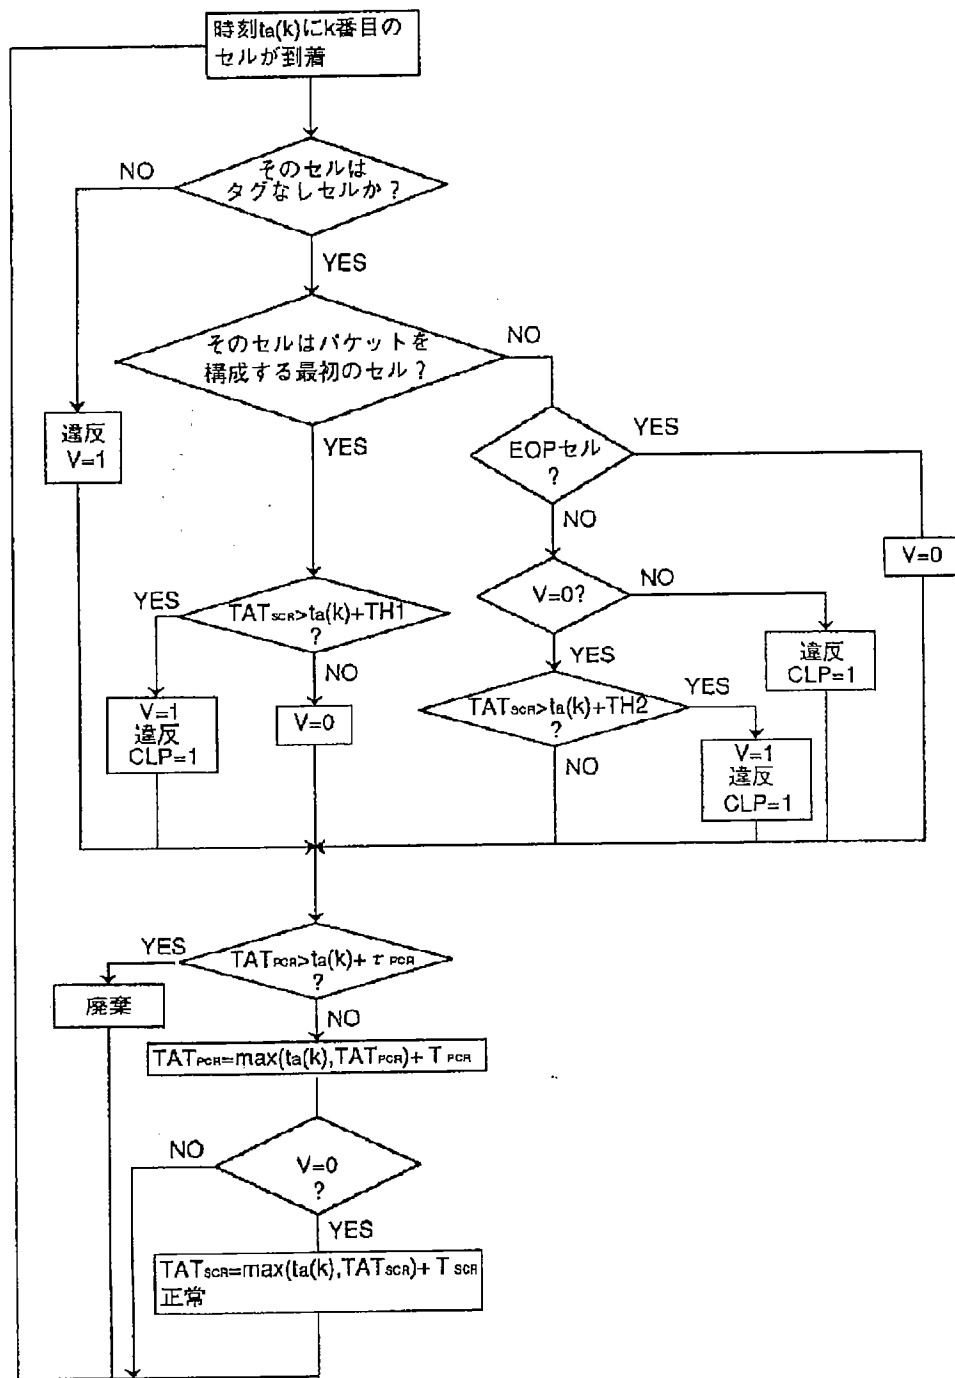 時刻ta(k)にk番目の
セルが到着
そのセルは
タグなしセルか？
NO
YES
そのセルはパケットを
構成する最初のセル？
NO
YES
違反
V=1
EOPセル
?
YES
NO
V=0
V=0?
NO
YES
違反
CLP=1
TATSCR>ta(k)+TH1
?
YES
NO
V=1
違反
CLP=1
V=0
TATSCR>ta(k)+TH2
?
YES
NO
V=1
違反
CLP=1
TATPCR>ta(k)+τPCR
?
YES
NO
廃棄
TATPCR=max(ta(k),TATPCR)+TPCR
V=0
?
NO
YES
TATSCR=max(ta(k),TATSCR)+TSCR
正常